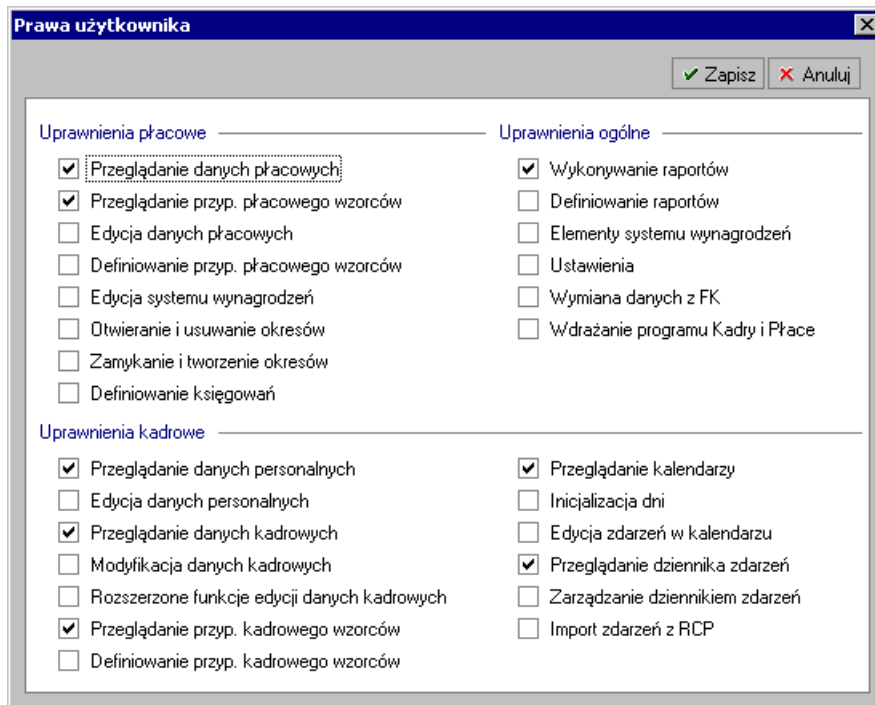 Prawa użytkownika
Zapisz
Anuluj
Uprawnienia płacowe
Przeglądanie danych płacowych
Przeglądanie przyp. płacowego wzorców
Edycja danych płacowych
Definiowanie przyp. płacowego wzorców
Edycja systemu wynagrodzeń
Otwieranie i usuwanie okresów
Zamykanie i tworzenie okresów
Definiowanie księgowań
Uprawnienia ogólne
Wykonywanie raportów
Definiowanie raportów
Elementy systemu wynagrodzeń
Ustawienia
Wymiana danych z FK
Wdrażanie programu Kadry i Płace
Uprawnienia kadrowe
Przeglądanie danych personalnych
Edycja danych personalnych
Przeglądanie danych kadrowych
Modyfikacja danych kadrowych
Rozszerzone funkcje edycji danych kadrowych
Przeglądanie przyp. kadrowego wzorców
Definiowanie przyp. kadrowego wzorców
Przeglądanie kalendarzy
Inicjalizacja dni
Edycja zdarzeń w kalendarzu
Przeglądanie dziennika zdarzeń
Zarządzanie dziennikiem zdarzeń
Import zdarzeń z RCP